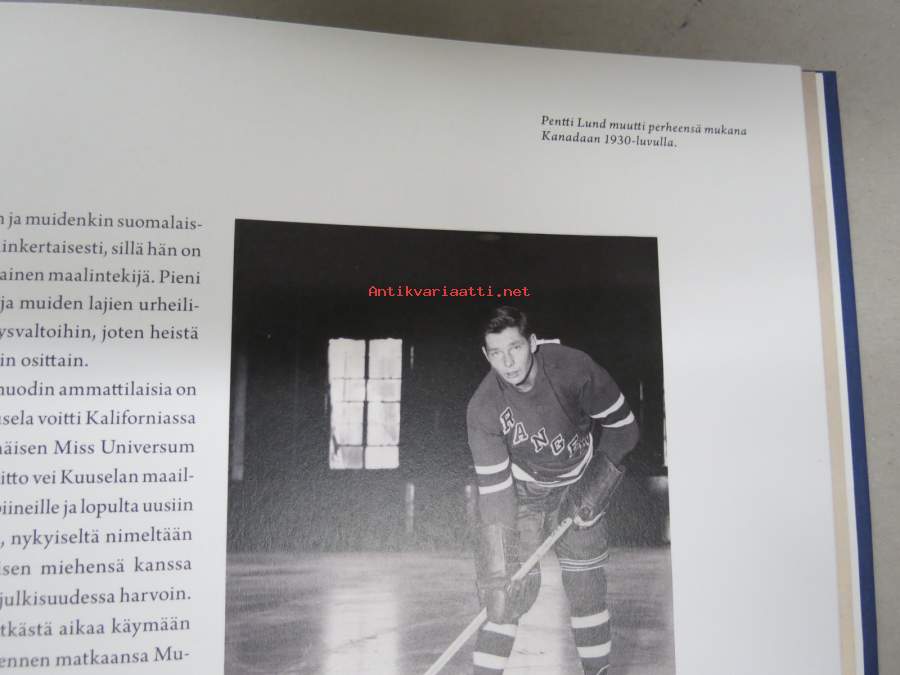 Pentti Lund muutti perheensä mukana
Kanadaan 1930-luvulla.
n ja muidenkin suomalais-
inkertaisesti, sillä hän on
ainen maalintekijä. Pieni
ja muiden lajien urheili-
ysvaltoihin, joten heistä
in osittain.
muodin ammattilaisia on
usela voitti Kaliforniassa
mäisen Miss Universum
itto vei Kuuselan maail-
piineille ja lopulta uusiin
, nykyiseltä nimeltään
isen miehensä kanssa
julkisuudessa harvoin.
tkästä aikaa käymään
ennen matkaansa Mu-
Antikvariaatti.net
RANGE